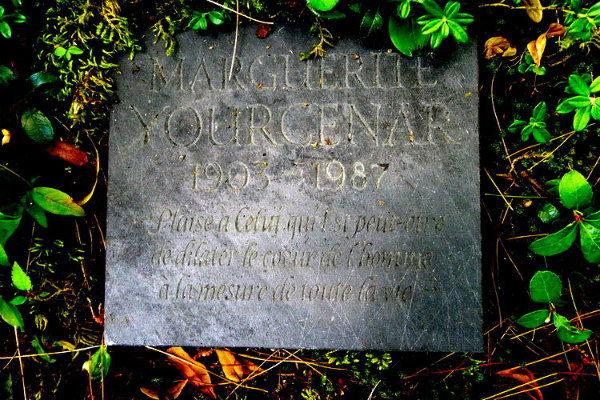 MARGUERITE
YOURCENAR
1903 - 1987
Plaise à Celui qui Est peut-être
de dilater le cœur de l'homme
à la mesure de toute la vie